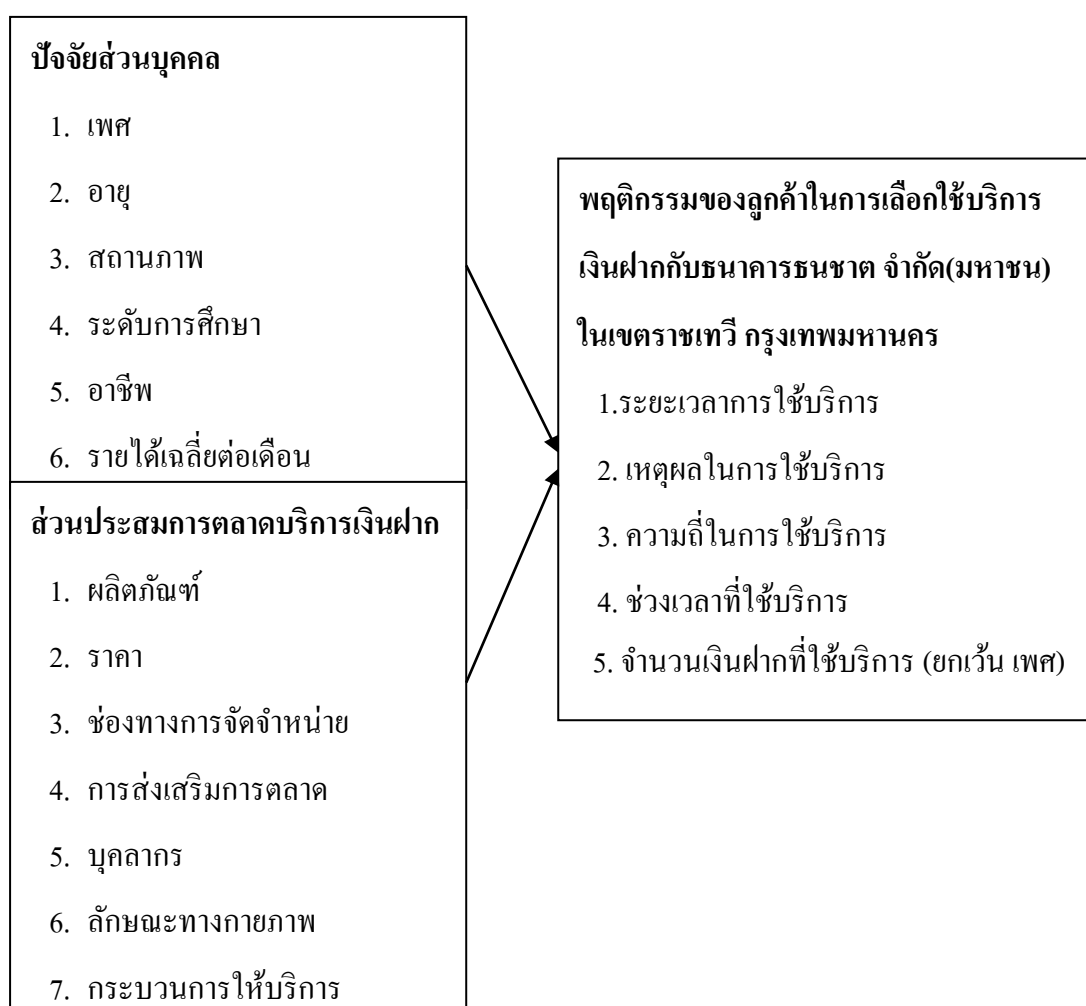 ปัจจัยส่วนบุคคล
1. เพศ
2. อายุ
3. สถานภาพ
4. ระดับการศึกษา
5. อาชีพ
6. รายได้เฉลี่ยต่อเดือน
ส่วนประสมการตลาดบริการเงินฝาก
1. ผลิตภัณฑ์
2. ราคา
3. ช่องทางการจัดจำหน่าย
4. การส่งเสริมการตลาด
5. บุคลากร
6. ลักษณะทางกายภาพ
7. กระบวนการให้บริการ
พฤติกรรมของลูกค้าในการเลือกใช้บริการ
เงินฝากกับธนาคารธนชาต จำกัด(มหาชน)
ในเขตราชเทวี กรุงเทพมหานคร
1.ระยะเวลาการใช้บริการ
2. เหตุผลในการใช้บริการ
3. ความถี่ในการใช้บริการ
4. ช่วงเวลาที่ใช้บริการ
5. จำนวนเงินฝากที่ใช้บริการ (ยกเว้น เพศ)